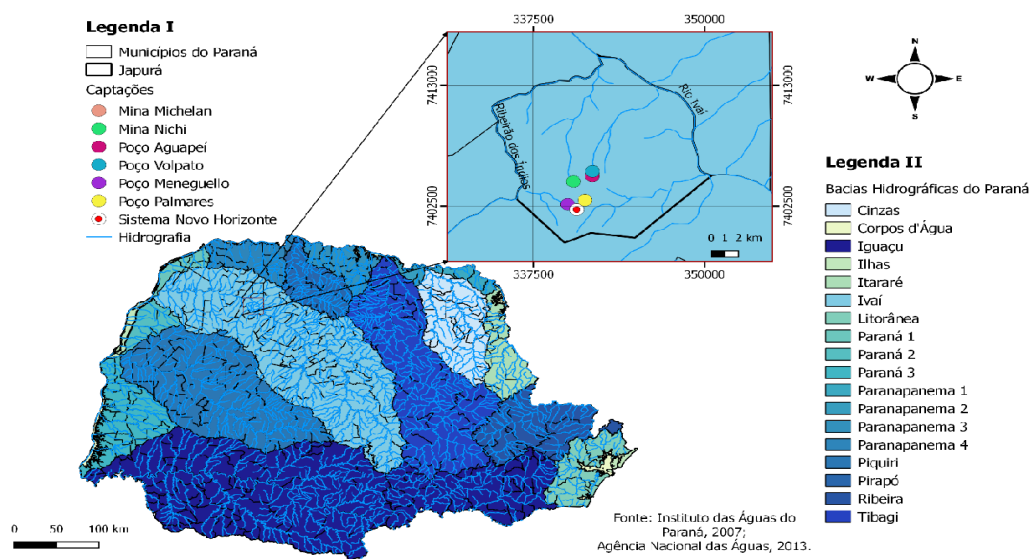 Legenda I
Municípios do Paraná
Japurá
Captações
Mina Michelan
Mina Nichi
Poço Aguapeí
Poço Volpato
Poço Meneguello
Poço Palmares
Sistema Novo Horizonte
Hidrografia
337500
350000
7413000
7413000
Rio Ivaí
Ribeirão dos Índios
7402500
7402500
0 1 2 km
337500
350000
N
W
E
S
Legenda II
Bacias Hidrográficas do Paraná
Cinzas
Corpos d'Água
Iguaçu
Ilhas
Itararé
Ivaí
Litorânea
Paraná 1
Paraná 2
Paraná 3
Paranapanema 1
Paranapanema 2
Paranapanema 3
Paranapanema 4
Piquiri
Pirapó
Ribeira
Tibagi
0 50 100 km
Fonte: Instituto das Águas do
Paraná, 2007;
Agência Nacional das Águas, 2013.